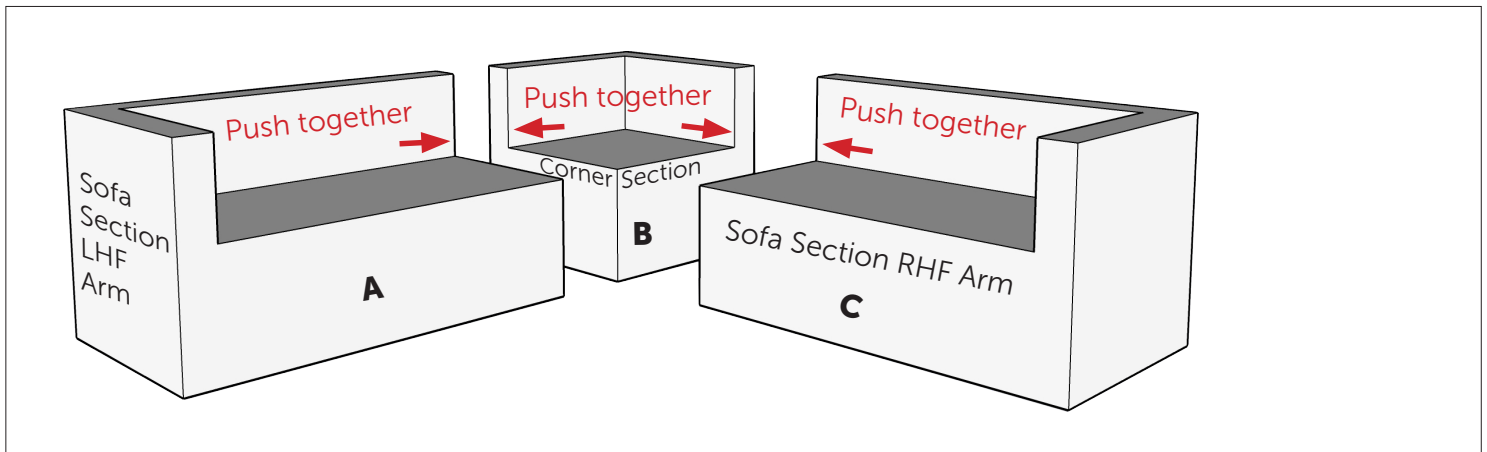 Push together
Sofa
Section
LHF
Arm
A
Push together
Corner Section
B
Push together
Sofa Section RHF Arm
C